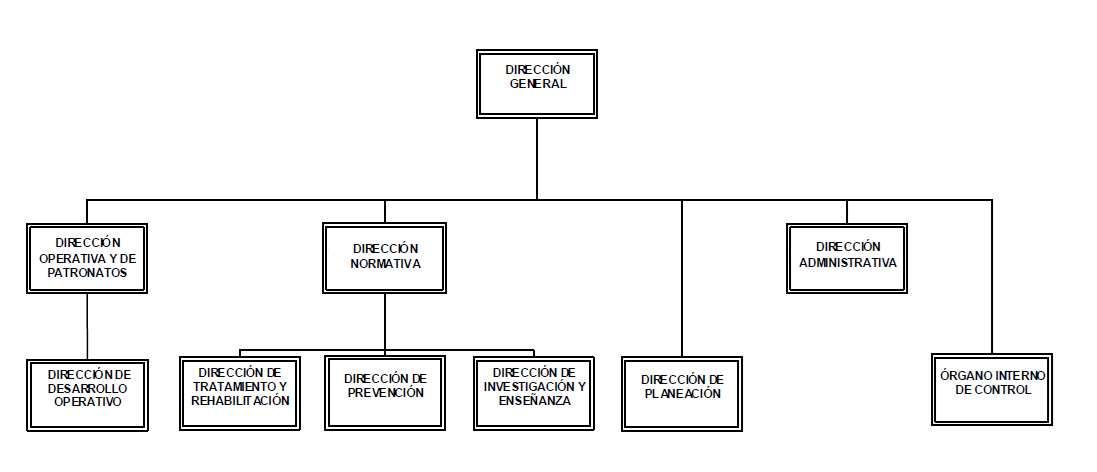 DIRECCIÓN
GENERAL
DIRECCIÓN
OPERATIVA Y DE
PATRONATOS
DIRECCIÓN
NORMATIVA
DIRECCIÓN
ADMINISTRATIVA
DIRECCIÓN DE
DESARROLLO
OPERATIVO
DIRECCIÓN DE
TRATAMIENTO Y
REHABILITACIÓN
DIRECCIÓN DE
PREVENCIÓN
DIRECCIÓN DE
INVESTIGACIÓN Y
ENSEÑANZA
DIRECCIÓN DE
PLANEACIÓN
ÓRGANO INTERNO
DE CONTROL